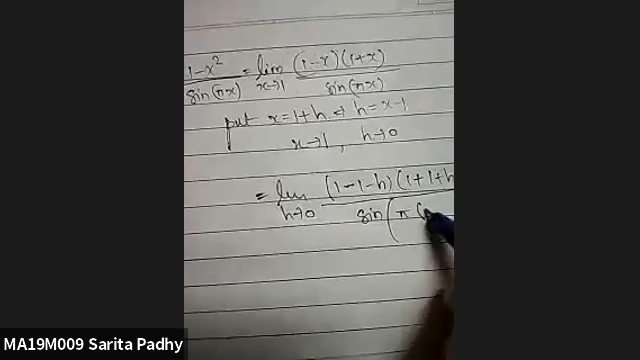 1-x² / sin(πx) = lim x→1 (1-x)(1+x) / sin(πx)
put x=1+h ⇒ h=x-1
x→1, h→0
= lim h→0 (1-1-h)(1+1+h / sin(π(
MA19M009 Sarita Padhy